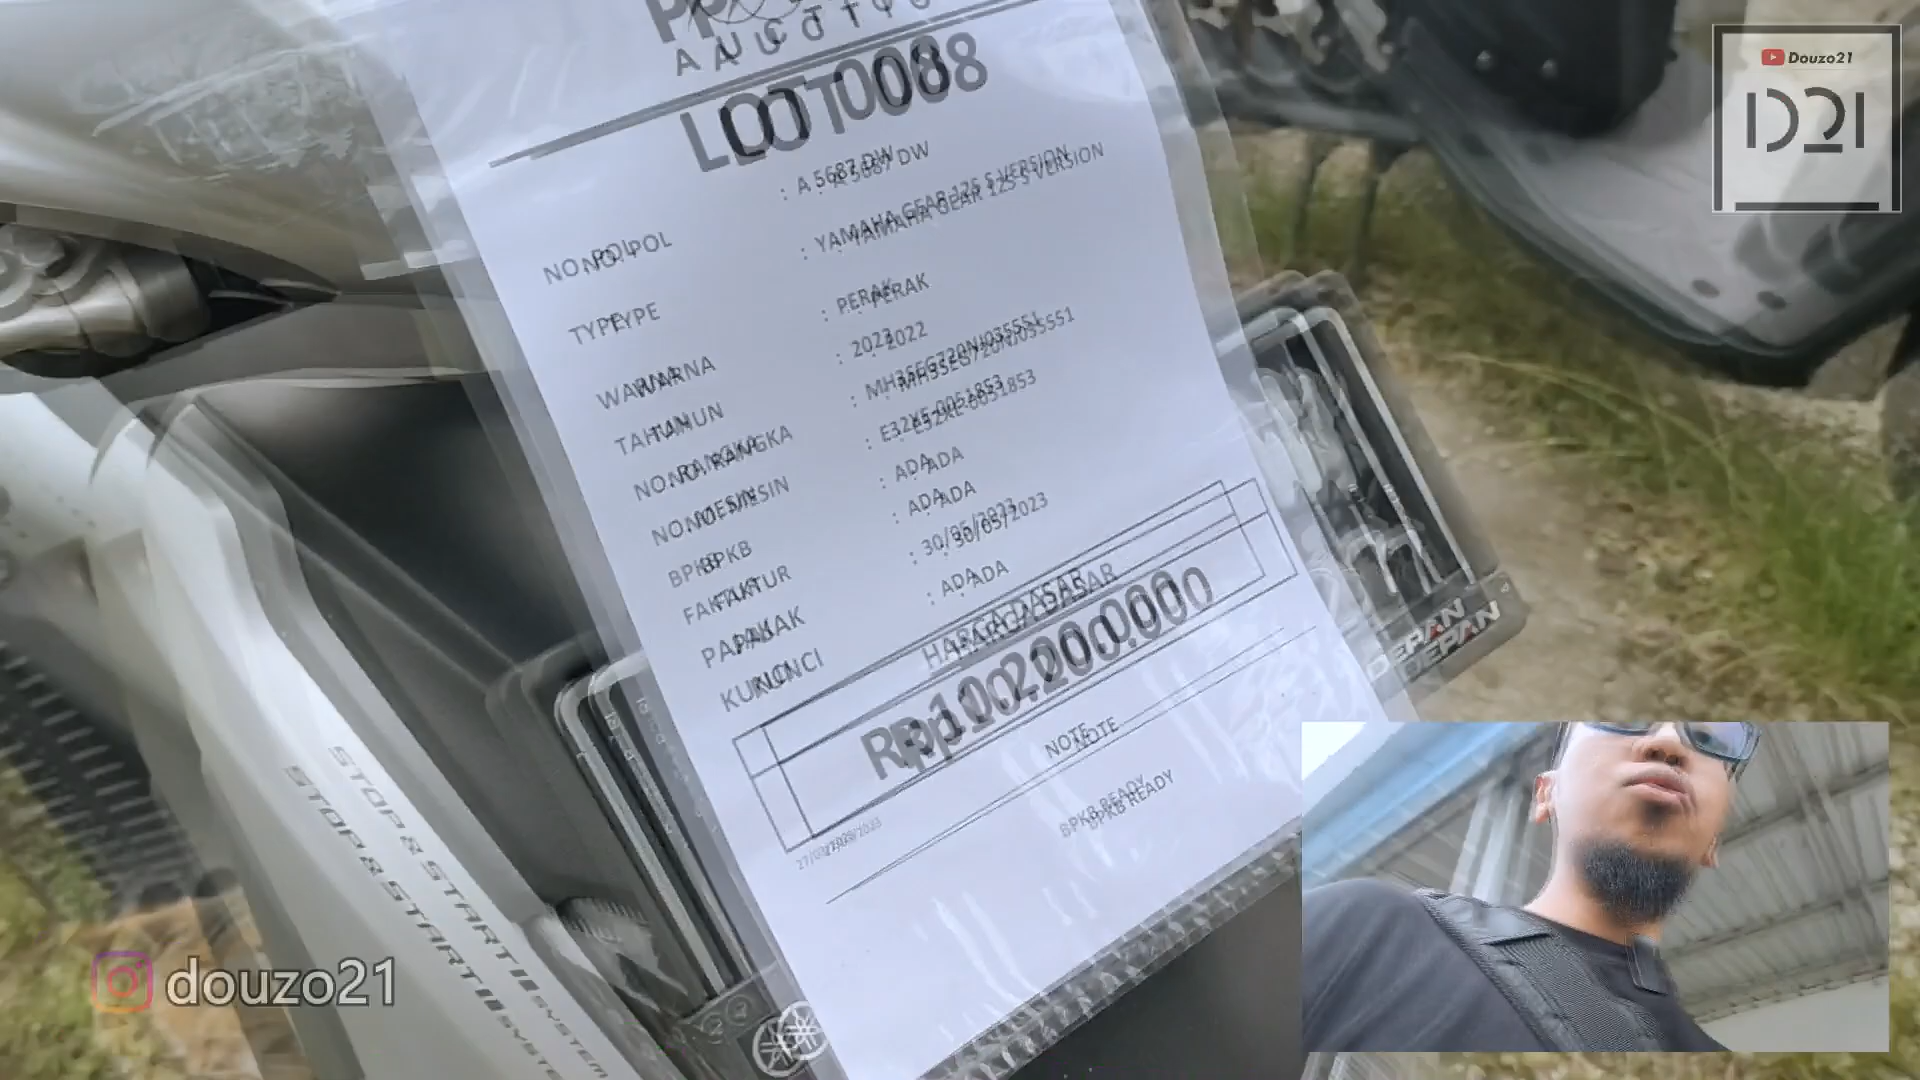 AUCTION
LOT 008
NO. POL : A 5687 DW
TYPE : YAMAHA GEAR 125 S VERSION
WARNA : PERAK
TAHUN : 2022
NO. RANGKA : MH3SEG720NJ035551
NO. MESIN : E32XE-0051853
BPKB : ADA
FAKTUR : ADA
PAJAK : 30/05/2023
KUNCI : ADA
HARGA DASAR
Rp10.200.000
NOTE
BPKB READY
STOP & START SYSTEM
DEPAN
Douzo21
D21
douzo21